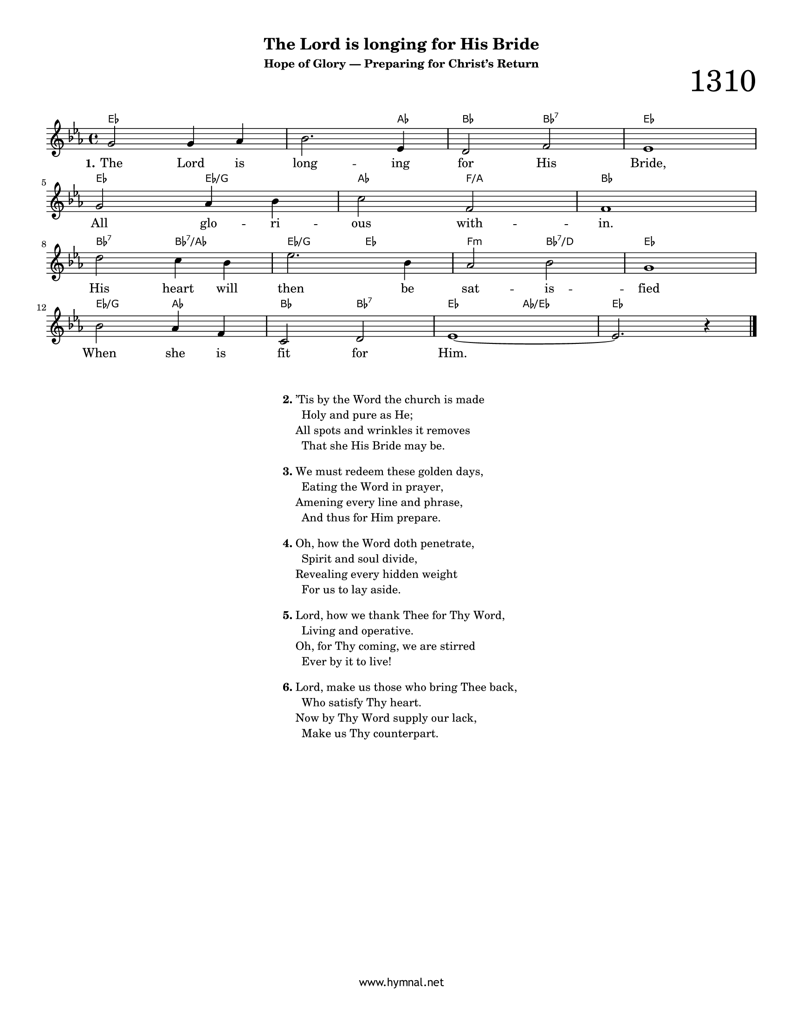 The Lord is longing for His Bride
Hope of Glory — Preparing for Christ's Return
1310
E♭ A♭ B♭ B♭7 E♭
1. The Lord is long - ing for His Bride,
E♭ E♭/G A♭ F/A B♭
5
All glo - ri - ous with - - in.
B♭7 B♭7/A♭ E♭/G E♭ Fm B♭7/D E♭
8
His heart will then be sat - is - fied
E♭/G A♭ B♭ B♭7 E♭ A♭/E♭ E♭
12
When she is fit for Him.
2. ’Tis by the Word the church is made
Holy and pure as He;
All spots and wrinkles it removes
That she His Bride may be.
3. We must redeem these golden days,
Eating the Word in prayer,
Amening every line and phrase,
And thus for Him prepare.
4. Oh, how the Word doth penetrate,
Spirit and soul divide,
Revealing every hidden weight
For us to lay aside.
5. Lord, how we thank Thee for Thy Word,
Living and operative.
Oh, for Thy coming, we are stirred
Ever by it to live!
6. Lord, make us those who bring Thee back,
Who satisfy Thy heart.
Now by Thy Word supply our lack,
Make us Thy counterpart.
www.hymnal.net